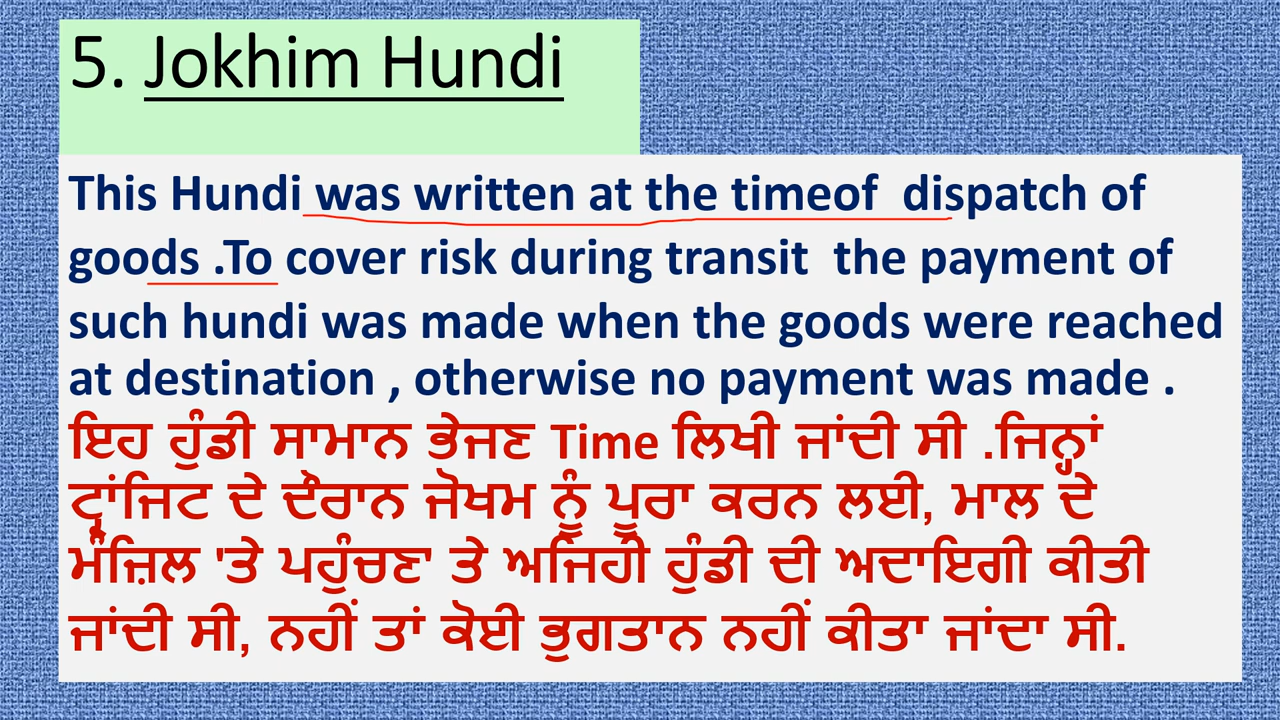 5. Jokhim Hundi
This Hundi was written at the timeof dispatch of
goods .To cover risk during transit the payment of
such hundi was made when the goods were reached
at destination , otherwise no payment was made .
ਇਹ ਹੁੰਡੀ ਸਾਮਾਨ ਭੇਜਣ Time ਲਿਖੀ ਜਾਂਦੀ ਸੀ .ਜਿਨ੍ਹਾਂ
ਟ੍ਰਾਂਜਿਟ ਦੇ ਦੌਰਾਨ ਜੋਖਮ ਨੂੰ ਪੂਰਾ ਕਰਨ ਲਈ, ਮਾਲ ਦੇ
ਮੰਜ਼ਿਲ 'ਤੇ ਪਹੁੰਚਣਾ ਤੇ ਅਜਿਹੀ ਹੁੰਡੀ ਦੀ ਅਦਾਇਗੀ ਕੀਤੀ
ਜਾਂਦੀ ਸੀ, ਨਹੀਂ ਤਾਂ ਕੋਈ ਭੁਗਤਾਨ ਨਹੀਂ ਕੀਤਾ ਜਾਂਦਾ ਸੀ.